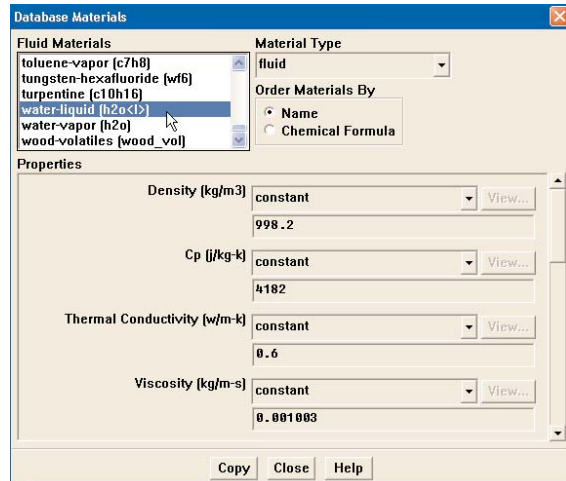 Database Materials
Fluid Materials
toluene-vapor (c7h8)
tungsten-hexafluoride (wf6)
turpentine (c10h16)
water-liquid (h2o<l>)
water-vapor (h2o)
wood-volatiles (wood_vol)
Material Type
fluid
Order Materials By
Name
Chemical Formula
Properties
Density (kg/m3)
constant
View...
998.2
Cp (j/kg-k)
constant
View...
4182
Thermal Conductivity (w/m-k)
constant
View...
0.6
Viscosity (kg/m-s)
constant
View...
0.001003
Copy
Close
Help